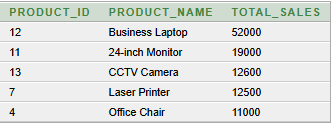 PRODUCT_ID PRODUCT_NAME TOTAL_SALES
12 Business Laptop 52000
11 24-inch Monitor 19000
13 CCTV Camera 12600
7 Laser Printer 12500
4 Office Chair 11000